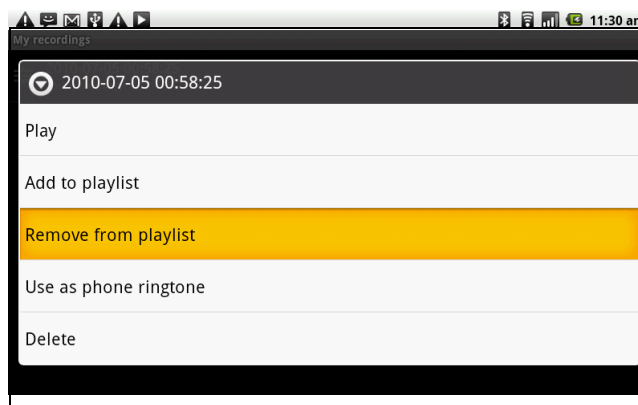 11:30 am
My recordings
2010-07-05 00:58:25
Play
Add to playlist
Remove from playlist
Use as phone ringtone
Delete